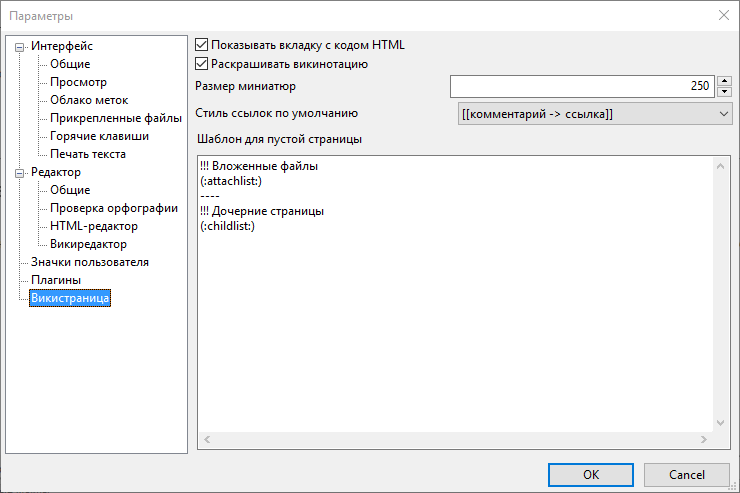 Параметры
Интерфейс
Общие
Просмотр
Облако меток
Прикрепленные файлы
Горячие клавиши
Печать текста
Редактор
Общие
Проверка орфографии
HTML-редактор
Викиредактор
Значки пользователя
Плагины
Викистраница
Показывать вкладку с кодом HTML
Раскрашивать викинотацию
Размер миниатюр 250
Стиль ссылок по умолчанию [[комментарий -> ссылка]]
Шаблон для пустой страницы
!!! Вложенные файлы
(:attachlist:)
----
!!! Дочерние страницы
(:childlist:)
OK Cancel